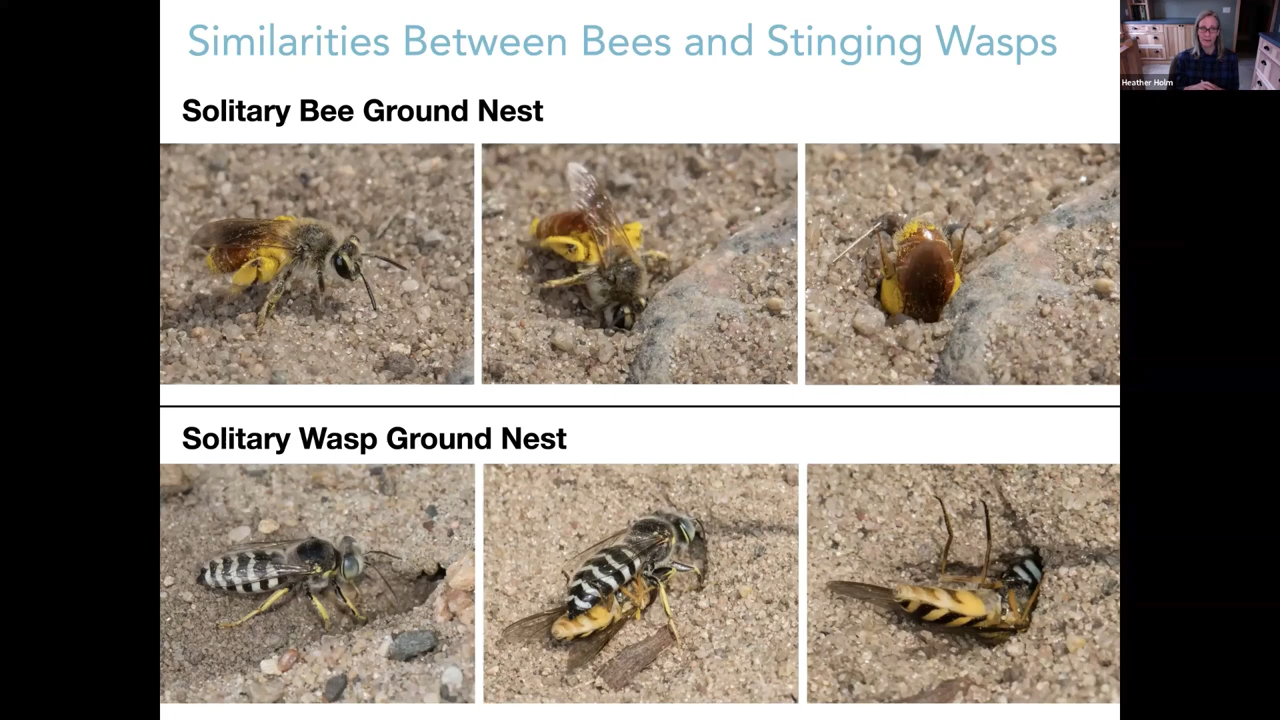 Similarities Between Bees and Stinging Wasps
Heather Holm
Solitary Bee Ground Nest
Solitary Wasp Ground Nest